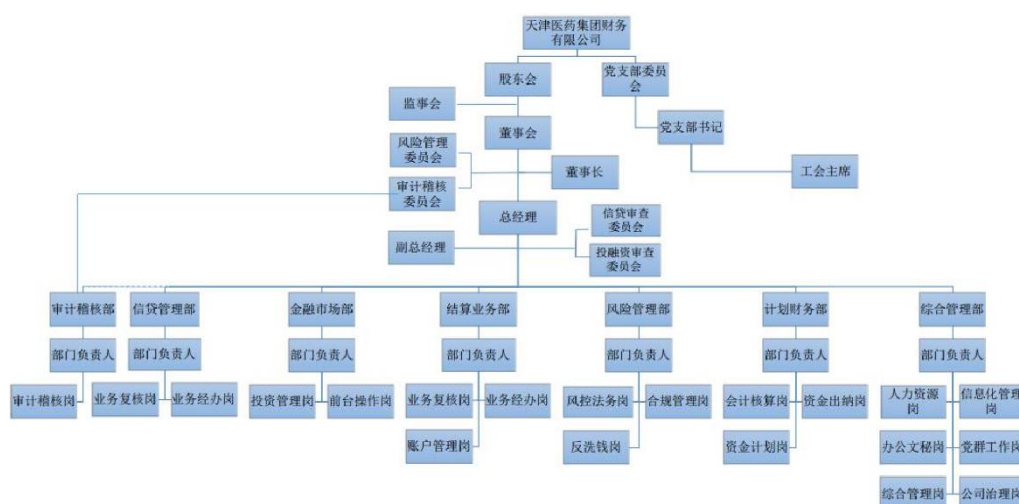 天津医药集团财务
有限公司
股东会
党支部委员
会
监事会
党支部书记
董事会
风险管理
委员会
董事长
工会主席
审计稽核
委员会
总经理
信贷审查
委员会
副总经理
投融资审查
委员会
审计稽核部
信贷管理部
金融市场部
结算业务部
风险管理部
计划财务部
综合管理部
部门负责人
部门负责人
部门负责人
部门负责人
部门负责人
部门负责人
部门负责人
审计稽核岗
业务复核岗
业务经办岗
投资管理岗
前台操作岗
业务复核岗
业务经办岗
风控法务岗
合规管理岗
会计核算岗
资金出纳岗
人力资源
岗
信息化管理
岗
账户管理岗
反洗钱岗
资金计划岗
办公文秘岗
党群工作岗
综合管理岗
公司治理岗